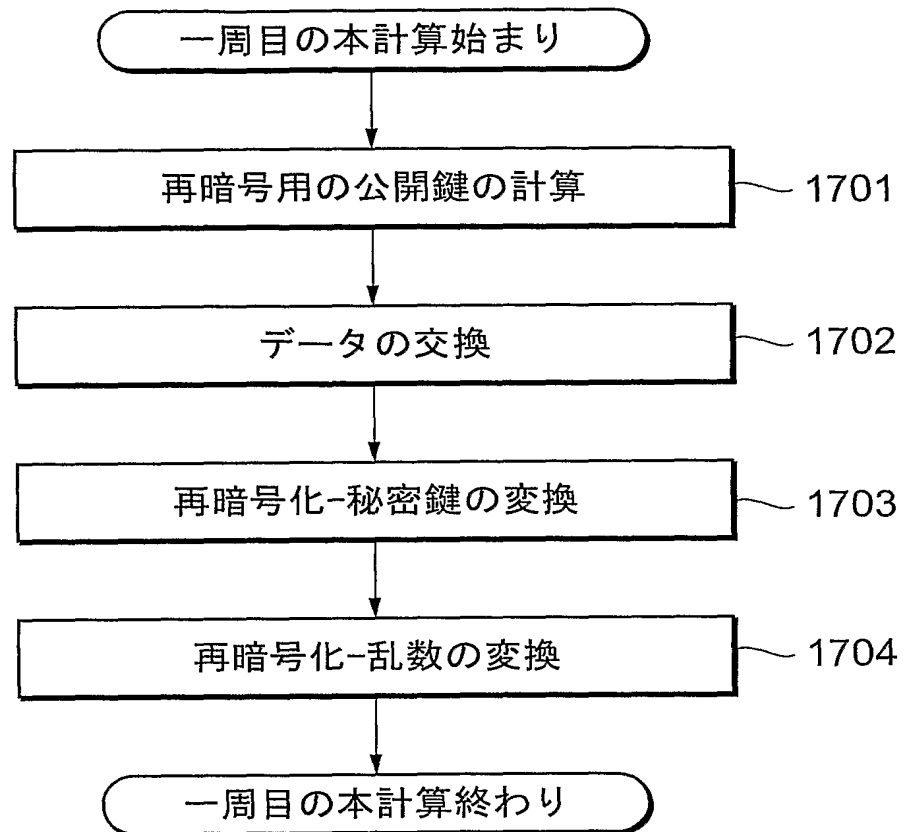 一周目の本計算始まり
再暗号用の公開鍵の計算 1701
データの交換 1702
再暗号化-秘密鍵の変換 1703
再暗号化-乱数の変換 1704
一周目の本計算終わり